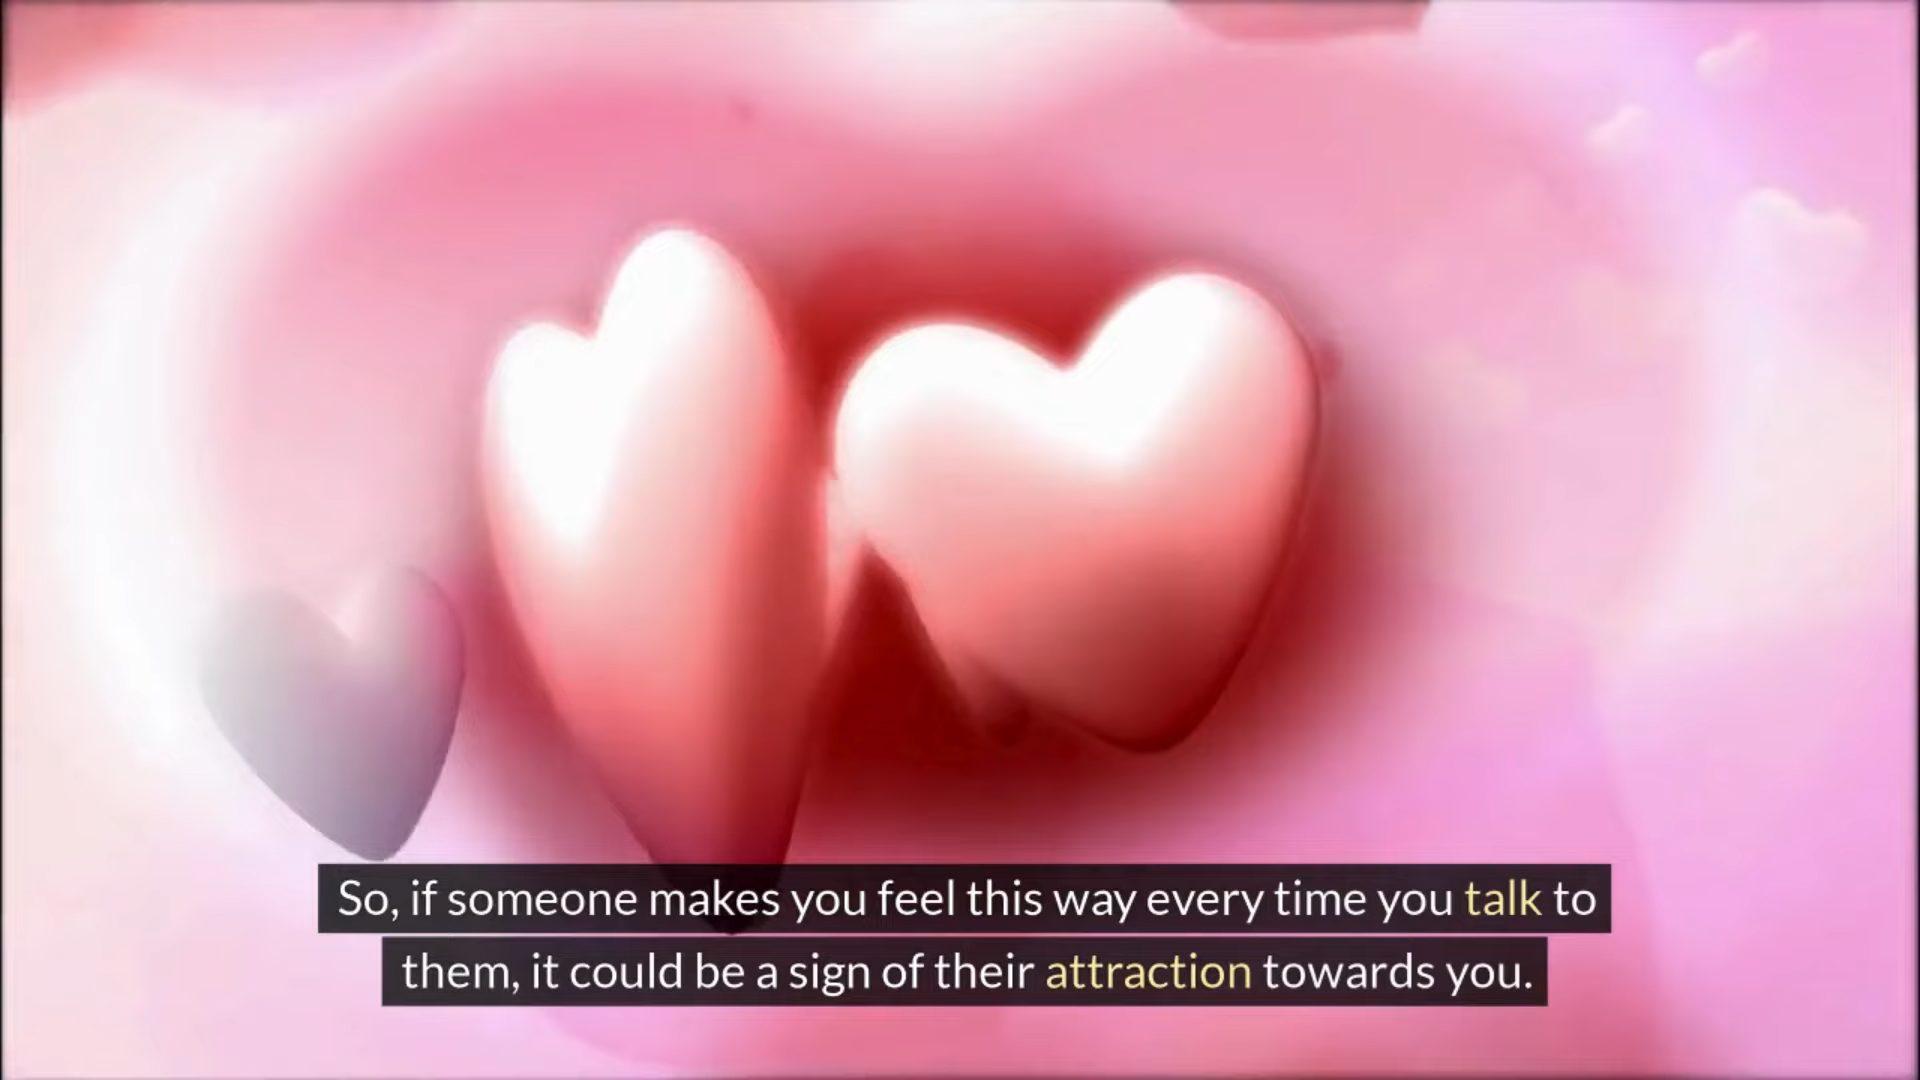 So, if someone makes you feel this way every time you talk to
them, it could be a sign of their attraction towards you.